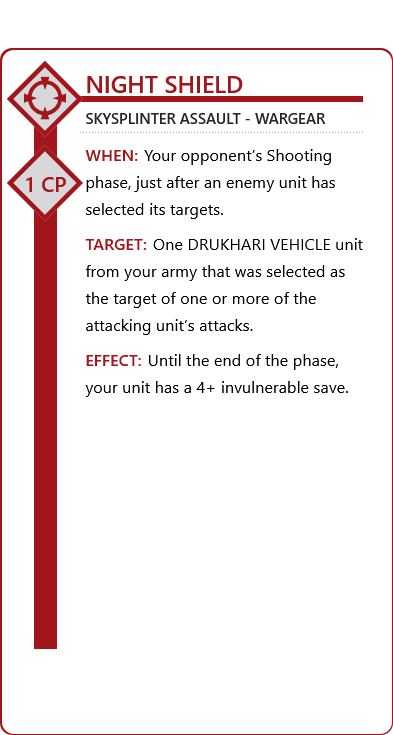 NIGHT SHIELD
SKYSPLINTER ASSAULT - WARGEAR
1 CP
WHEN: Your opponent’s Shooting
phase, just after an enemy unit has
selected its targets.
TARGET: One DRUKHARI VEHICLE unit
from your army that was selected as
the target of one or more of the
attacking unit’s attacks.
EFFECT: Until the end of the phase,
your unit has a 4+ invulnerable save.